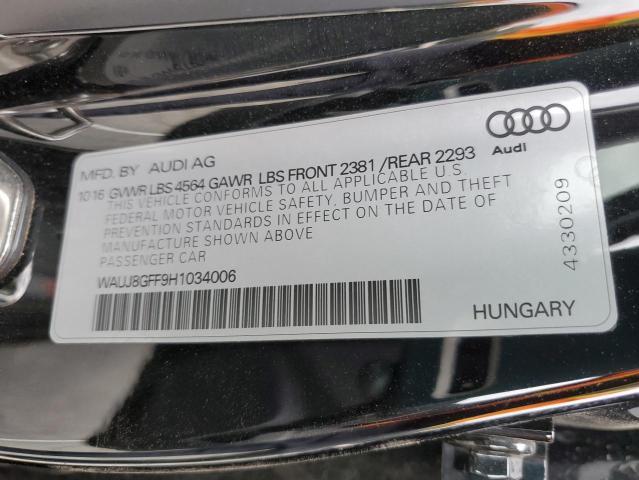 MFD. BY AUDI AG
10 16 GVWR LBS 4564 GAWR LBS FRONT 2381 /REAR 2293
THIS VEHICLE CONFORMS TO ALL APPLICABLE U.S.
FEDERAL MOTOR VEHICLE SAFETY, BUMPER AND THEFT
PREVENTION STANDARDS IN EFFECT ON THE DATE OF
MANUFACTURE SHOWN ABOVE
PASSENGER CAR
WAUJ8GFF9H1034006
Audi
4330209
HUNGARY